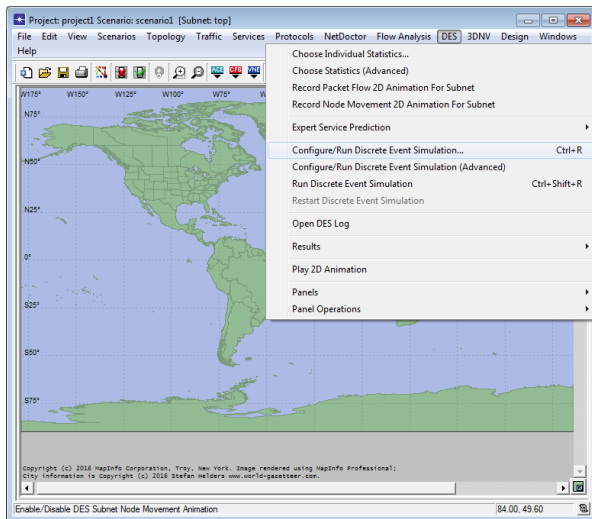 Project: project1 Scenario: scenario1 [Subnet: top]
File Edit View Scenarios Topology Traffic Services Protocols NetDoctor Flow Analysis DES 3DNV Design Windows
Help
Choose Individual Statistics...
Choose Statistics (Advanced)
Record Packet Flow 2D Animation For Subnet
Record Node Movement 2D Animation For Subnet
Expert Service Prediction
Configure/Run Discrete Event Simulation... Ctrl+R
Configure/Run Discrete Event Simulation (Advanced)
Run Discrete Event Simulation Ctrl+Shift+R
Restart Discrete Event Simulation
Open DES Log
Results
Play 2D Animation
Panels
Panel Operations
ACE CTG VNE
W175° W150° W125° W100° W75° W
N75°
N50°
N25°
0°
S25°
S50°
S75°
Copyright (c) 2016 MapInfo Corporation, Troy, New York. Image rendered using MapInfo Professional;
City information is Copyright (c) 2016 Stefan Helders www.world-gazetteer.com.
Enable/Disable DES Subnet Node Movement Animation 84.00, 49.60